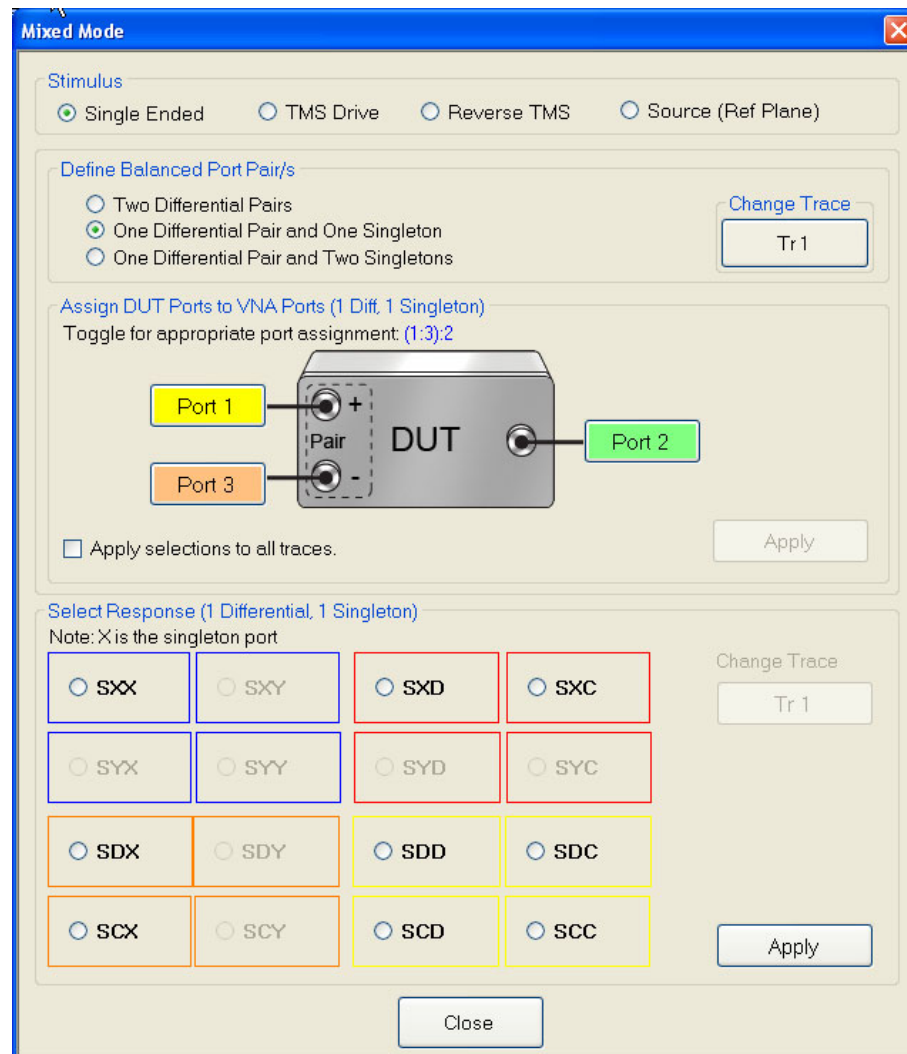 Mixed Mode
Stimulus
Single Ended TMS Drive Reverse TMS Source (Ref Plane)
Define Balanced Port Pair/s
Two Differential Pairs
One Differential Pair and One Singleton
One Differential Pair and Two Singletons
Change Trace
Tr 1
Assign DUT Ports to VNA Ports (1 Diff, 1 Singleton)
Toggle for appropriate port assignment: (1:3):2
Port 1 +
Pair DUT Port 2
Port 3 -
Apply selections to all traces.
Apply
Select Response (1 Differential, 1 Singleton)
Note: X is the singleton port
Change Trace
SXX SXY SXD SXC Tr 1
SYX SYY SYD SYC
SDX SDY SDD SDC
SCX SCY SCD SCC Apply
Close